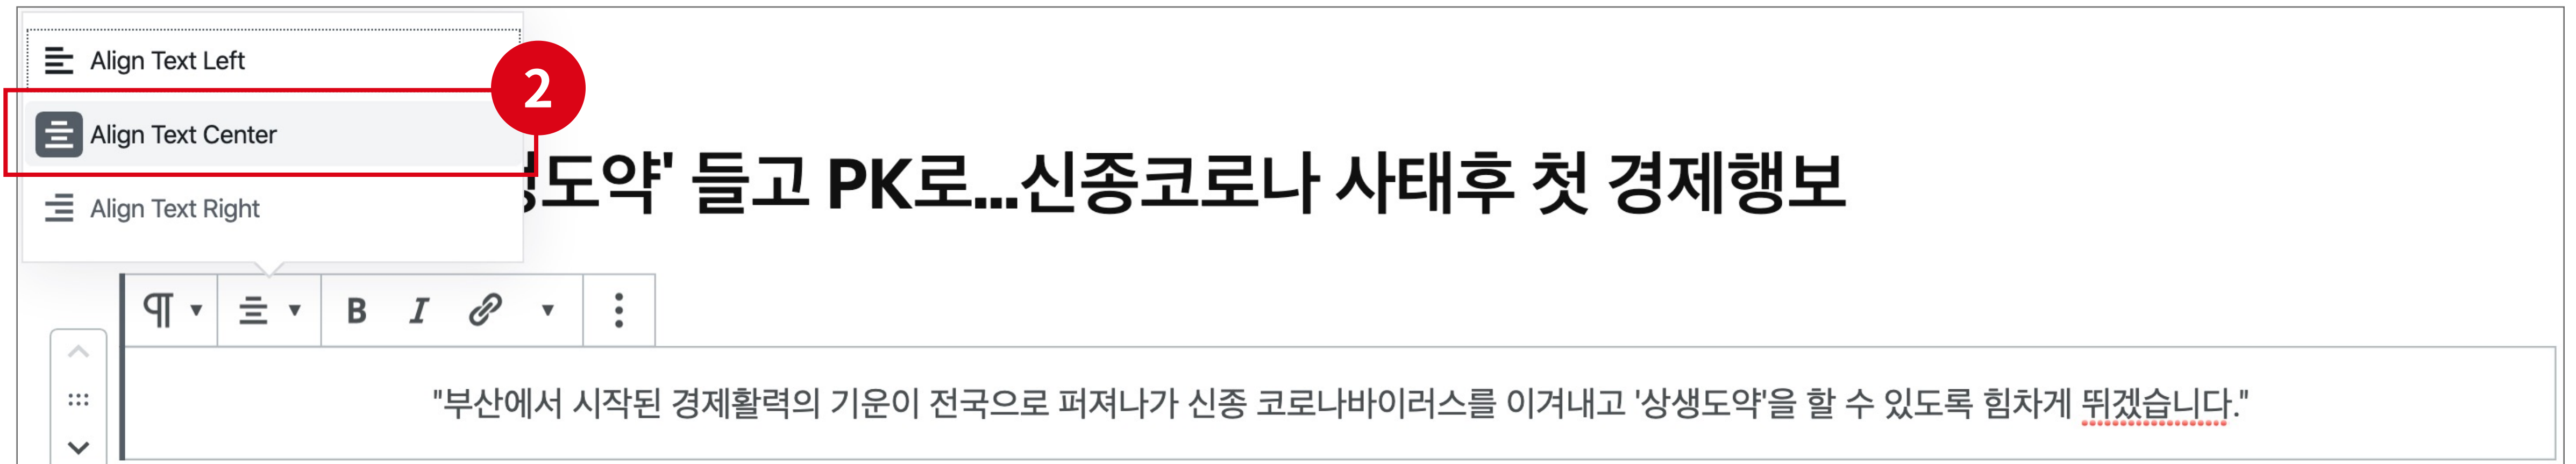 Align Text Left
2
Align Text Center
도약' 들고 PK로...신종코로나 사태후 첫 경제행보
Align Text Right
B I
"부산에서 시작된 경제활력의 기운이 전국으로 퍼져나가 신종 코로나바이러스를 이겨내고 '상생도약'을 할 수 있도록 힘차게 뛰겠습니다."